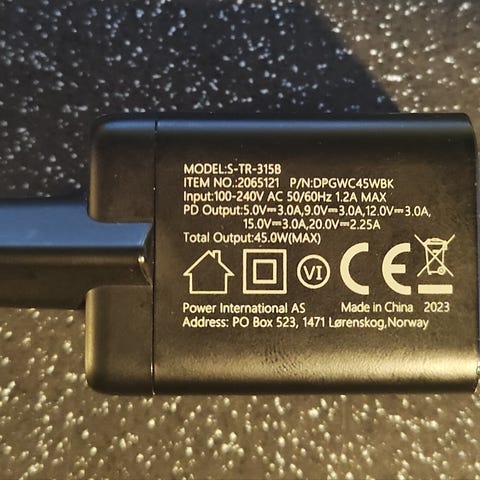 MODEL:S-TR-315B
ITEM NO.:2065121 P/N:DPGWC45WBK
Input:100-240V AC 50/60Hz 1.2A MAX
PD Output:5.0V⎓3.0A,9.0V⎓3.0A,12.0V⎓3.0A,
15.0V⎓3.0A,20.0V⎓2.25A
Total Output:45.0W(MAX)
VI CE
Power International AS Made in China 2023
Address: PO Box 523, 1471 Lørenskog,Norway